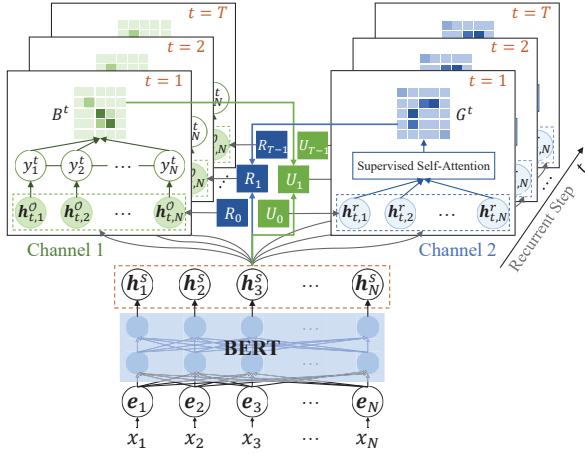 t = T
t = 2
t = 1
B^t
y_1^t y_2^t ... y_N^t
h_{t,1}^O h_{t,2}^O ... h_{t,N}^O
Channel 1
R_{T−1} U_{T−1}
R_1 U_1
R_0 U_0
t = T
t = 2
t = 1
G^t
Supervised Self-Attention
h_{t,1}^r h_{t,2}^r ... h_{t,N}^r
Channel 2
Recurrent Step t
h_1^s h_2^s h_3^s ... h_N^s
BERT
e_1 e_2 e_3 ... e_N
x_1 x_2 x_3 ... x_N